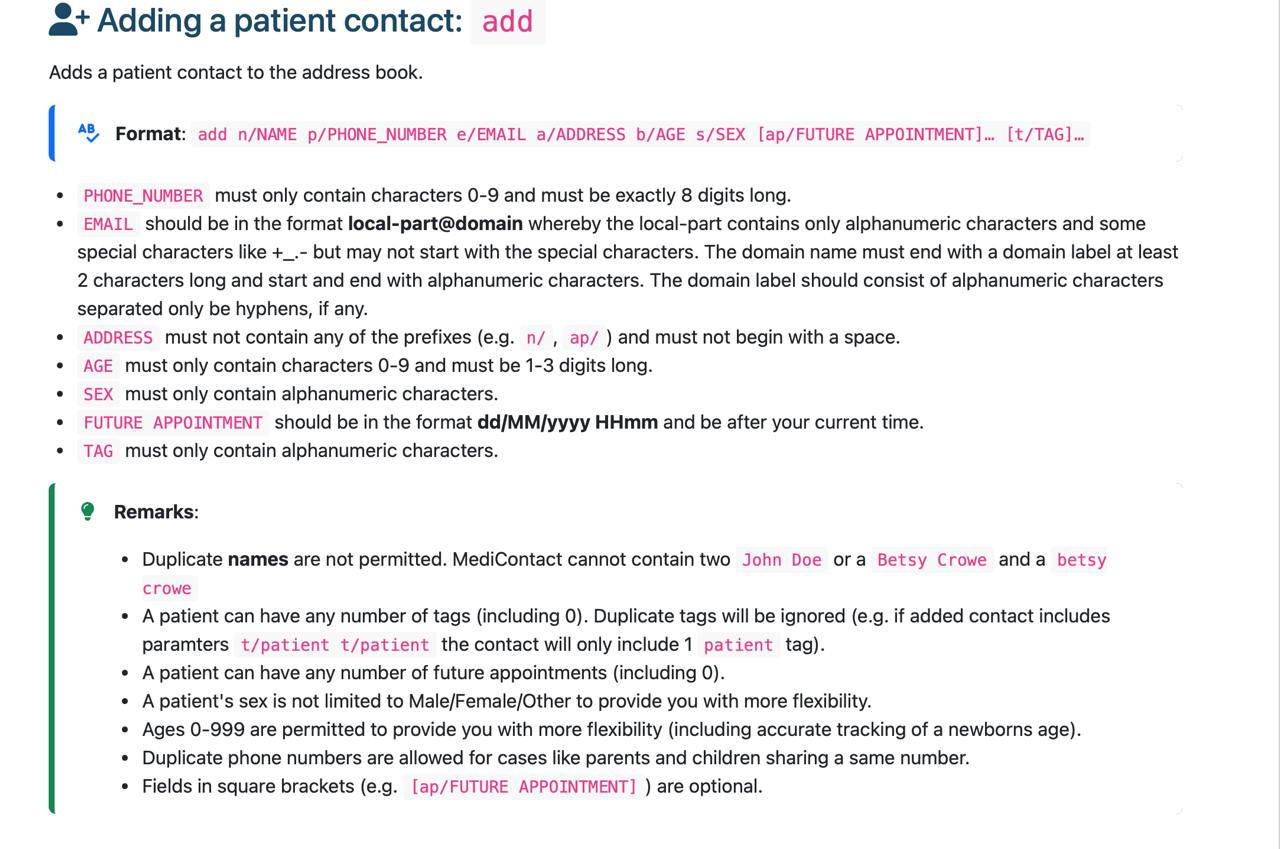 Adding a patient contact: add
Adds a patient contact to the address book.
AB Format: add n/NAME p/PHONE_NUMBER e/EMAIL a/ADDRESS b/AGE s/SEX [ap/FUTURE APPOINTMENT]… [t/TAG]…
• PHONE_NUMBER must only contain characters 0-9 and must be exactly 8 digits long.
• EMAIL should be in the format local-part@domain whereby the local-part contains only alphanumeric characters and some
special characters like +_.- but may not start with the special characters. The domain name must end with a domain label at least
2 characters long and start and end with alphanumeric characters. The domain label should consist of alphanumeric characters
separated only be hyphens, if any.
• ADDRESS must not contain any of the prefixes (e.g. n/ , ap/ ) and must not begin with a space.
• AGE must only contain characters 0-9 and must be 1-3 digits long.
• SEX must only contain alphanumeric characters.
• FUTURE APPOINTMENT should be in the format dd/MM/yyyy HHmm and be after your current time.
• TAG must only contain alphanumeric characters.
Remarks:
• Duplicate names are not permitted. MediContact cannot contain two John Doe or a Betsy Crowe and a betsy
crowe
• A patient can have any number of tags (including 0). Duplicate tags will be ignored (e.g. if added contact includes
paramters t/patient t/patient the contact will only include 1 patient tag).
• A patient can have any number of future appointments (including 0).
• A patient's sex is not limited to Male/Female/Other to provide you with more flexibility.
• Ages 0-999 are permitted to provide you with more flexibility (including accurate tracking of a newborns age).
• Duplicate phone numbers are allowed for cases like parents and children sharing a same number.
• Fields in square brackets (e.g. [ap/FUTURE APPOINTMENT] ) are optional.